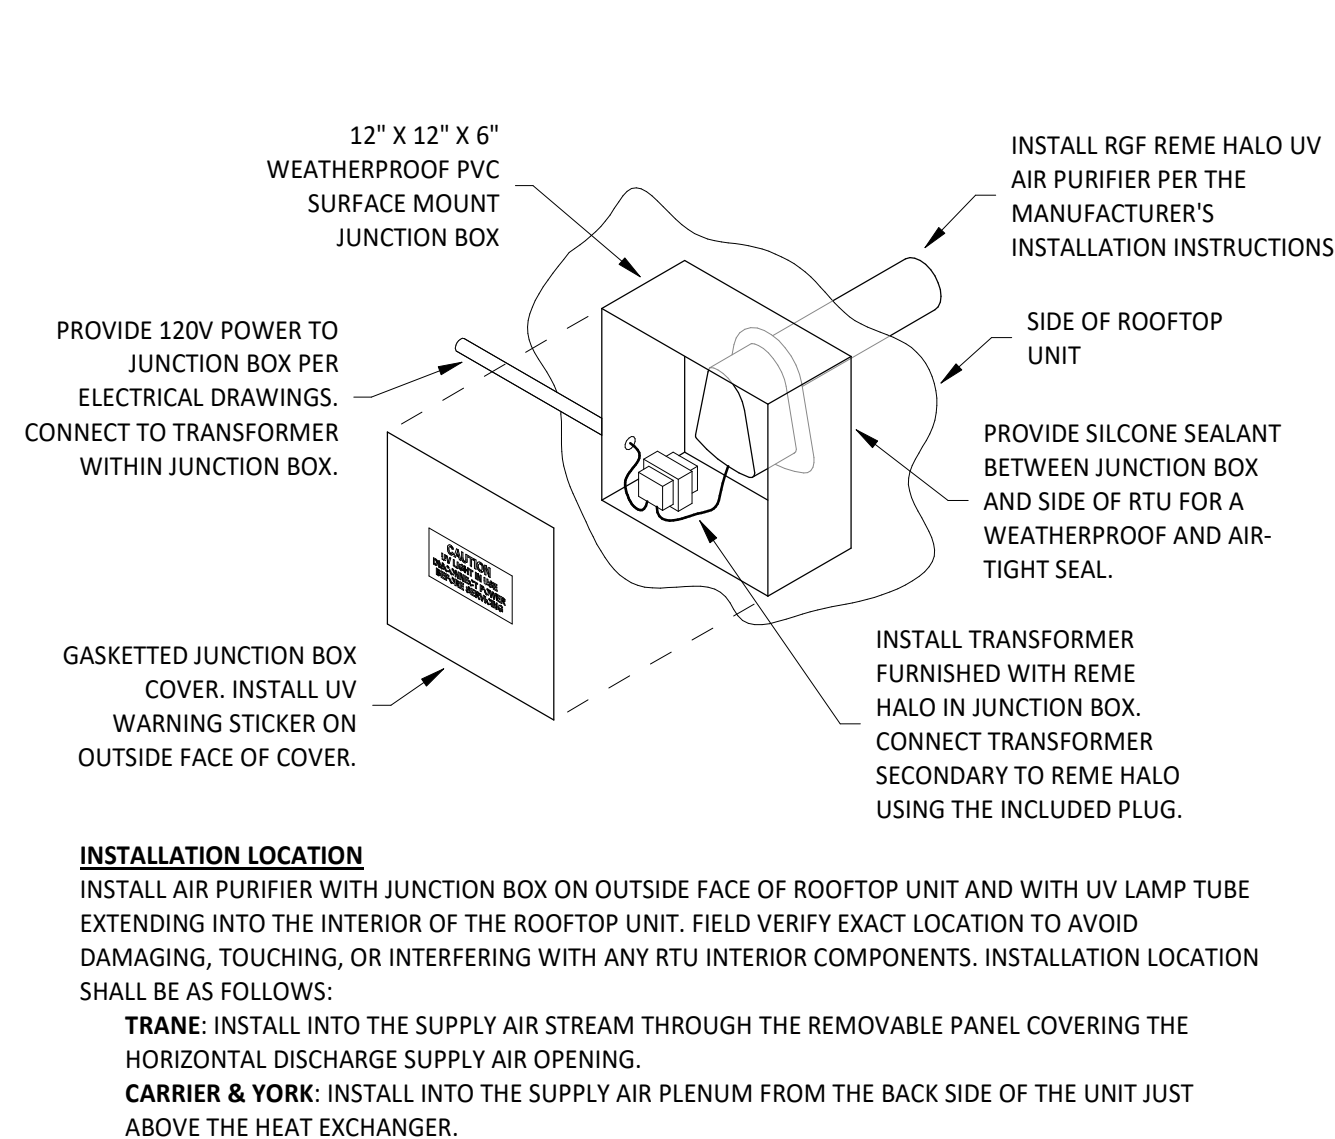 12" X 12" X 6"
WEATHERPROOF PVC
SURFACE MOUNT
JUNCTION BOX
INSTALL RGF REME HALO UV
AIR PURIFIER PER THE
MANUFACTURER'S
INSTALLATION INSTRUCTIONS
PROVIDE 120V POWER TO
JUNCTION BOX PER
ELECTRICAL DRAWINGS.
CONNECT TO TRANSFORMER
WITHIN JUNCTION BOX.
SIDE OF ROOFTOP
UNIT
PROVIDE SILCONE SEALANT
BETWEEN JUNCTION BOX
AND SIDE OF RTU FOR A
WEATHERPROOF AND AIR-
TIGHT SEAL.
CAUTION
UV LIGHT IN USE
DISCONNECT POWER
BEFORE SERVICING
GASKETTED JUNCTION BOX
COVER. INSTALL UV
WARNING STICKER ON
OUTSIDE FACE OF COVER.
INSTALL TRANSFORMER
FURNISHED WITH REME
HALO IN JUNCTION BOX.
CONNECT TRANSFORMER
SECONDARY TO REME HALO
USING THE INCLUDED PLUG.
INSTALLATION LOCATION
INSTALL AIR PURIFIER WITH JUNCTION BOX ON OUTSIDE FACE OF ROOFTOP UNIT AND WITH UV LAMP TUBE
EXTENDING INTO THE INTERIOR OF THE ROOFTOP UNIT. FIELD VERIFY EXACT LOCATION TO AVOID
DAMAGING, TOUCHING, OR INTERFERING WITH ANY RTU INTERIOR COMPONENTS. INSTALLATION LOCATION
SHALL BE AS FOLLOWS:
TRANE: INSTALL INTO THE SUPPLY AIR STREAM THROUGH THE REMOVABLE PANEL COVERING THE
HORIZONTAL DISCHARGE SUPPLY AIR OPENING.
CARRIER & YORK: INSTALL INTO THE SUPPLY AIR PLENUM FROM THE BACK SIDE OF THE UNIT JUST
ABOVE THE HEAT EXCHANGER.